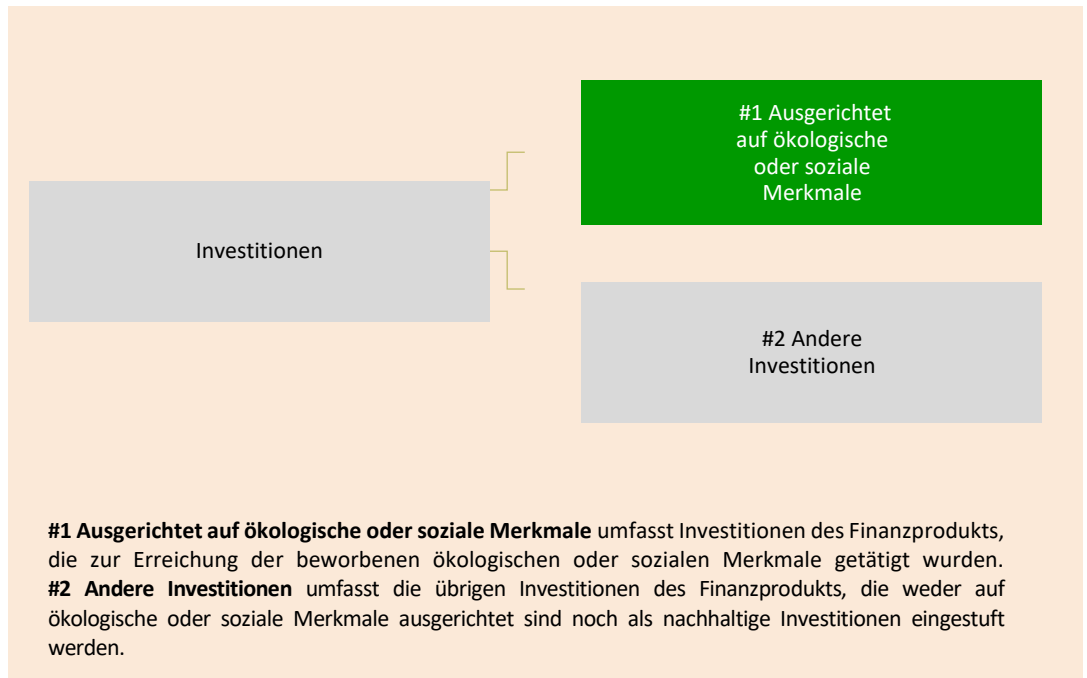 #1 Ausgerichtet
auf ökologische
oder soziale
Merkmale
Investitionen
#2 Andere
Investitionen
#1 Ausgerichtet auf ökologische oder soziale Merkmale umfasst Investitionen des Finanzprodukts,
die zur Erreichung der beworbenen ökologischen oder sozialen Merkmale getätigt wurden.
#2 Andere Investitionen umfasst die übrigen Investitionen des Finanzprodukts, die weder auf
ökologische oder soziale Merkmale ausgerichtet sind noch als nachhaltige Investitionen eingestuft
werden.